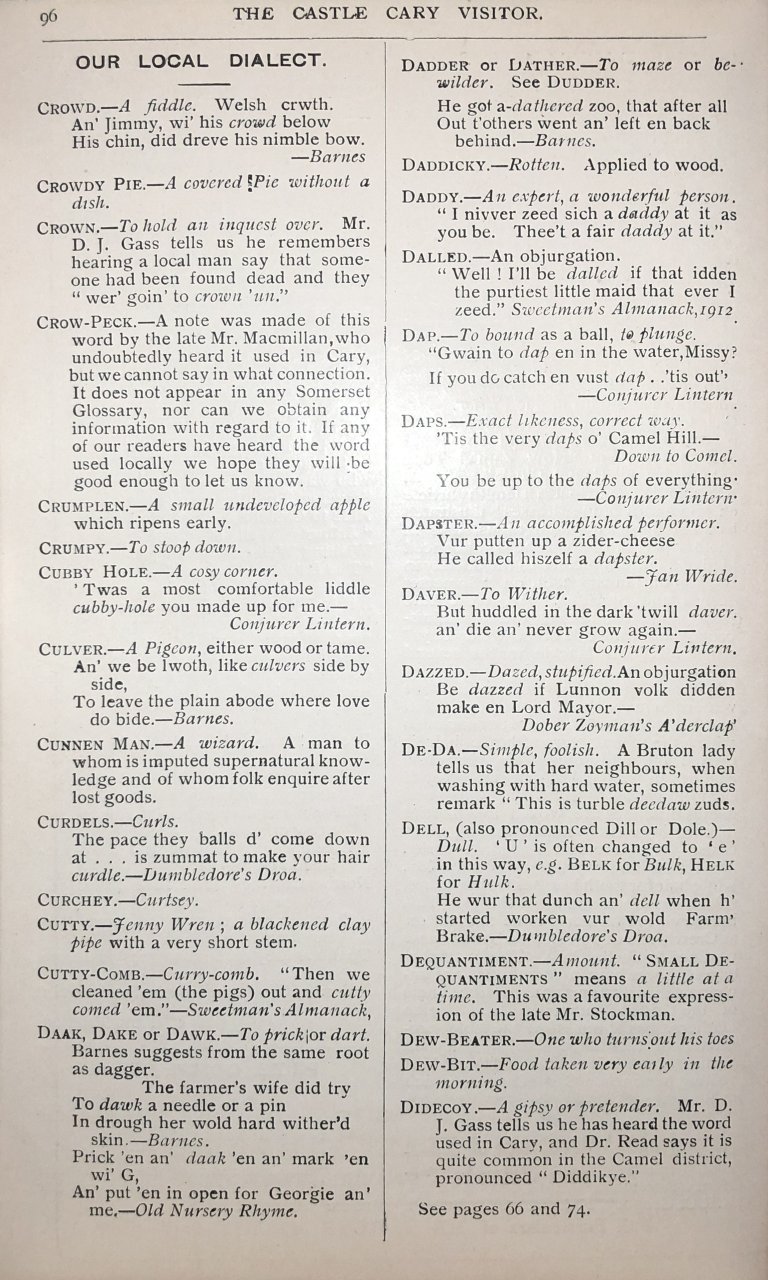 96
THE CASTLE CARY VISITOR.
OUR LOCAL DIALECT.
CROWD.—A fiddle. Welsh crwth.
An' Jimmy, wi' his crowd below
His chin, did dreve his nimble bow.
—Barnes
CROWDY PIE.—A covered Pie without a
dish.
CROWN.—To hold an inquest over. Mr.
D. J. Gass tells us he remembers
hearing a local man say that some-
one had been found dead and they
“ wer' goin' to crown 'un.”
CROW-PECK.—A note was made of this
word by the late Mr. Macmillan,who
undoubtedly heard it used in Cary,
but we cannot say in what connection.
It does not appear in any Somerset
Glossary, nor can we obtain any
information with regard to it. If any
of our readers have heard the word
used locally we hope they will be
good enough to let us know.
CRUMPLEN.—A small undeveloped apple
which ripens early.
CRUMPY.—To stoop down.
CUBBY HOLE.—A cosy corner.
' Twas a most comfortable liddle
cubby-hole you made up for me.—
Conjurer Lintern.
CULVER.—A Pigeon, either wood or tame.
An' we be lwoth, like culvers side by
side,
To leave the plain abode where love
do bide.—Barnes.
CUNNEN MAN.—A wizard. A man to
whom is imputed supernatural know-
ledge and of whom folk enquire after
lost goods.
CURDELS.—Curls.
The pace they balls d' come down
at . . . is zummat to make your hair
curdle.—Dumbledore's Droa.
CURCHEY.—Curtsey.
CUTTY.—Jenny Wren ; a blackened clay
pipe with a very short stem.
CUTTY-COMB.—Curry-comb. “Then we
cleaned 'em (the pigs) out and cutty
comed 'em.”—Sweetman's Almanack,
DAAK, DAKE or DAWK.—To prick or dart.
Barnes suggests from the same root
as dagger.
The farmer's wife did try
To dawk a needle or a pin
In drough her wold hard wither'd
skin.—Barnes.
Prick 'en an' daak 'en an' mark 'en
wi' G,
An' put 'en in open for Georgie an'
me.—Old Nursery Rhyme.
DADDER or DATHER.—To maze or be-
wilder. See DUDDER.
He got a-dathered zoo, that after all
Out t'others went an' left en back
behind.—Barnes.
DADDICKY.—Rotten. Applied to wood.
DADDY.—An expert, a wonderful person.
“ I nivver zeed sich a daddy at it as
you be. Thee't a fair daddy at it.”
DALLED.—An objurgation.
“ Well ! I'll be dalled if that idden
the purtiest little maid that ever I
zeed.” Sweetman's Almanack,1912
DAP.—To bound as a ball, to plunge.
“Gwain to dap en in the water,Missy?
If you do catch en vust dap . .'tis out”
—Conjurer Lintern
DAPS.—Exact likeness, correct way.
'Tis the very daps o' Camel Hill.—
Down to Comel.
You be up to the daps of everything.
—Conjurer Lintern.
DAPSTER.—An accomplished performer.
Vur putten up a zider-cheese
He called hiszelf a dapster.
—Jan Wride.
DAVER.—To Wither.
But huddled in the dark 'twill daver.
an' die an' never grow again.—
Conjurer Lintern.
DAZZED.—Dazed, stupified. An objurgation
Be dazzed if Lunnon volk didden
make en Lord Mayor.—
Dober Zoyman's A'derclap'
DE-DA.—Simple, foolish. A Bruton lady
tells us that her neighbours, when
washing with hard water, sometimes
remark “ This is turble deedaw zuds.
DELL, (also pronounced Dill or Dole.)—
Dull. ‘ U ’ is often changed to ‘ e ’
in this way, e.g. BELK for Bulk, HELK
for Hulk.
He wur that dunch an' dell when h'
started worken vur wold Farm'
Brake.—Dumbledore's Droa.
DEQUANTIMENT.—Amount. “ SMALL DE-
QUANTIMENTS ” means a little at a
time. This was a favourite express-
ion of the late Mr. Stockman.
DEW-BEATER.—One who turns out his toes
DEW-BIT.—Food taken very early in the
morning.
DIDECOY.—A gipsy or pretender. Mr. D.
J. Gass tells us he has heard the word
used in Cary, and Dr. Read says it is
quite common in the Camel district,
pronounced “ Diddikye.”
See pages 66 and 74.